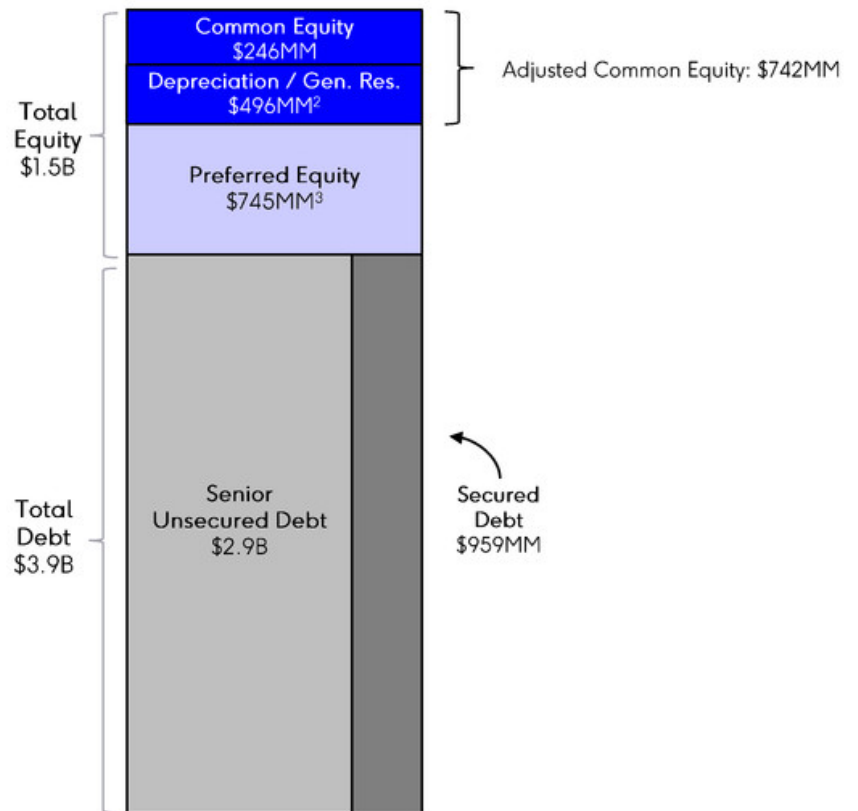 Common Equity
$246MM
Depreciation / Gen. Res.
$496MM²
Adjusted Common Equity: $742MM
Total
Equity
$1.5B
Preferred Equity
$745MM³
Senior
Unsecured Debt
$2.9B
Secured
Debt
$959MM
Total
Debt
$3.9B